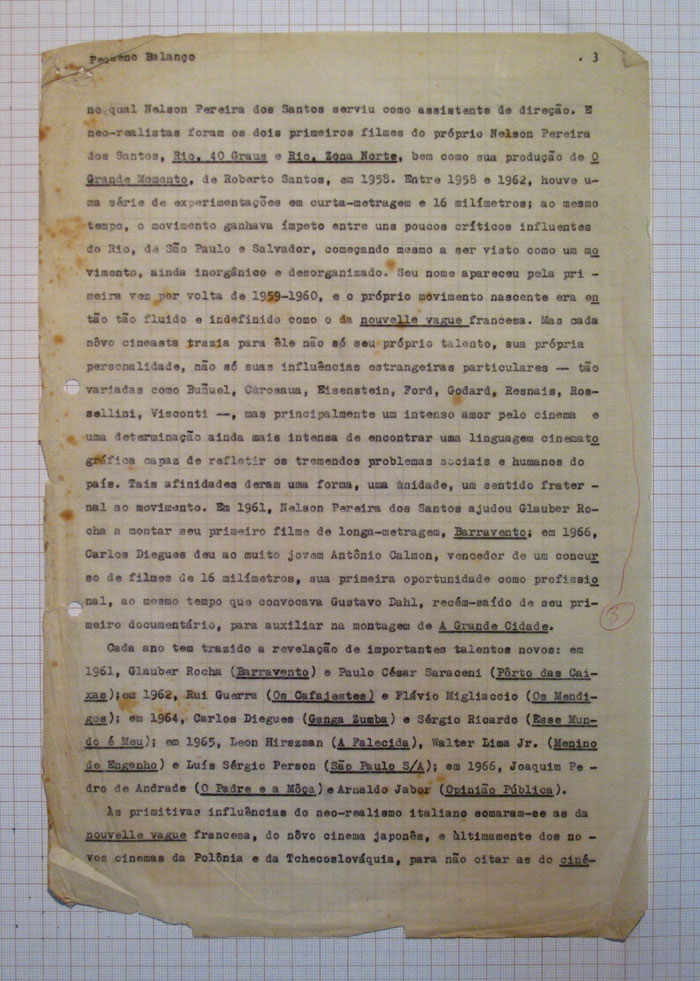 Pequeno Balanço . 3
no qual Nelson Pereira dos Santos serviu como assistente de direção. E
neo-realistas foram os dois primeiros filmes do próprio Nelson Pereira
dos Santos, Rio, 40 Graus e Rio, Zona Norte, bem como sua produção de O
Grande Momento, de Roberto Santos, em 1958. Entre 1958 e 1962, houve u-
ma série de experimentações em curta-metragem e 16 milímetros; ao mesmo
tempo, o movimento ganhava ímpeto entre uns poucos críticos influentes
do Rio, de São Paulo e Salvador, começando mesmo a ser visto como um mo
vimento, ainda inorgânico e desorganizado. Seu nome apareceu pela pri -
meira vez por volta de 1959-1960, e o próprio movimento nascente era en
tão tão fluido e indefinido como o da nouvelle vague francesa. Mas cada
nôvo cineasta trazia para êle não só seu próprio talento, sua própria
personalidade, não só suas influências estrangeiras particulares — tão
variadas como Buñuel, Curosaua, Eisenstein, Ford, Godard, Resnais, Ros-
sellini, Visconti —, mas principalmente um intenso amor pelo cinema e
uma determinação ainda mais intensa de encontrar uma linguagem cinemato
gráfica capaz de refletir os tremendos problemas sociais e humanos do
país. Tais afinidades deram uma forma, uma unidade, um sentido frater -
nal ao movimento. Em 1961, Nelson Pereira dos Santos ajudou Glauber Ro-
cha a montar seu primeiro filme de longa-metragem, Barravento; em 1966,
Carlos Diegues deu ao muito jovem Antônio Calmon, vencedor de um concur
so de filmes de 16 milímetros, sua primeira oportunidade como profissio
nal, ao mesmo tempo que convocava Gustavo Dahl, recém-saído de seu pri-
meiro documentário, para auxiliar na montagem de A Grande Cidade.
5
Cada ano tem trazido a revelação de importantes talentos novos: em
1961, Glauber Rocha (Barravento) e Paulo César Saraceni (Pôrto das Cai-
xas);em 1962, Rui Guerra (Os Cafajestes) e Flávio Migliaccio (Os Mendi-
gos); em 1964, Carlos Diegues (Ganga Zumba) e Sérgio Ricardo (Êsse Mun-
do é Meu); em 1965, Leon Hirszman (A Falecida), Walter Lima Jr. (Menino
de Engenho) e Luís Sérgio Person (São Paulo S/A); em 1966, Joaquim Pe -
dro de Andrade (O Padre e a Môça) e Arnaldo Jabor (Opinião Pública).
Às primitivas influências do neo-realismo italiano somaram-se as da
nouvelle vague francesa, do nôvo cinema japonês, e ùltimamente dos no -
vos cinemas da Polônia e da Tchecoslováquia, para não citar as do ciné-